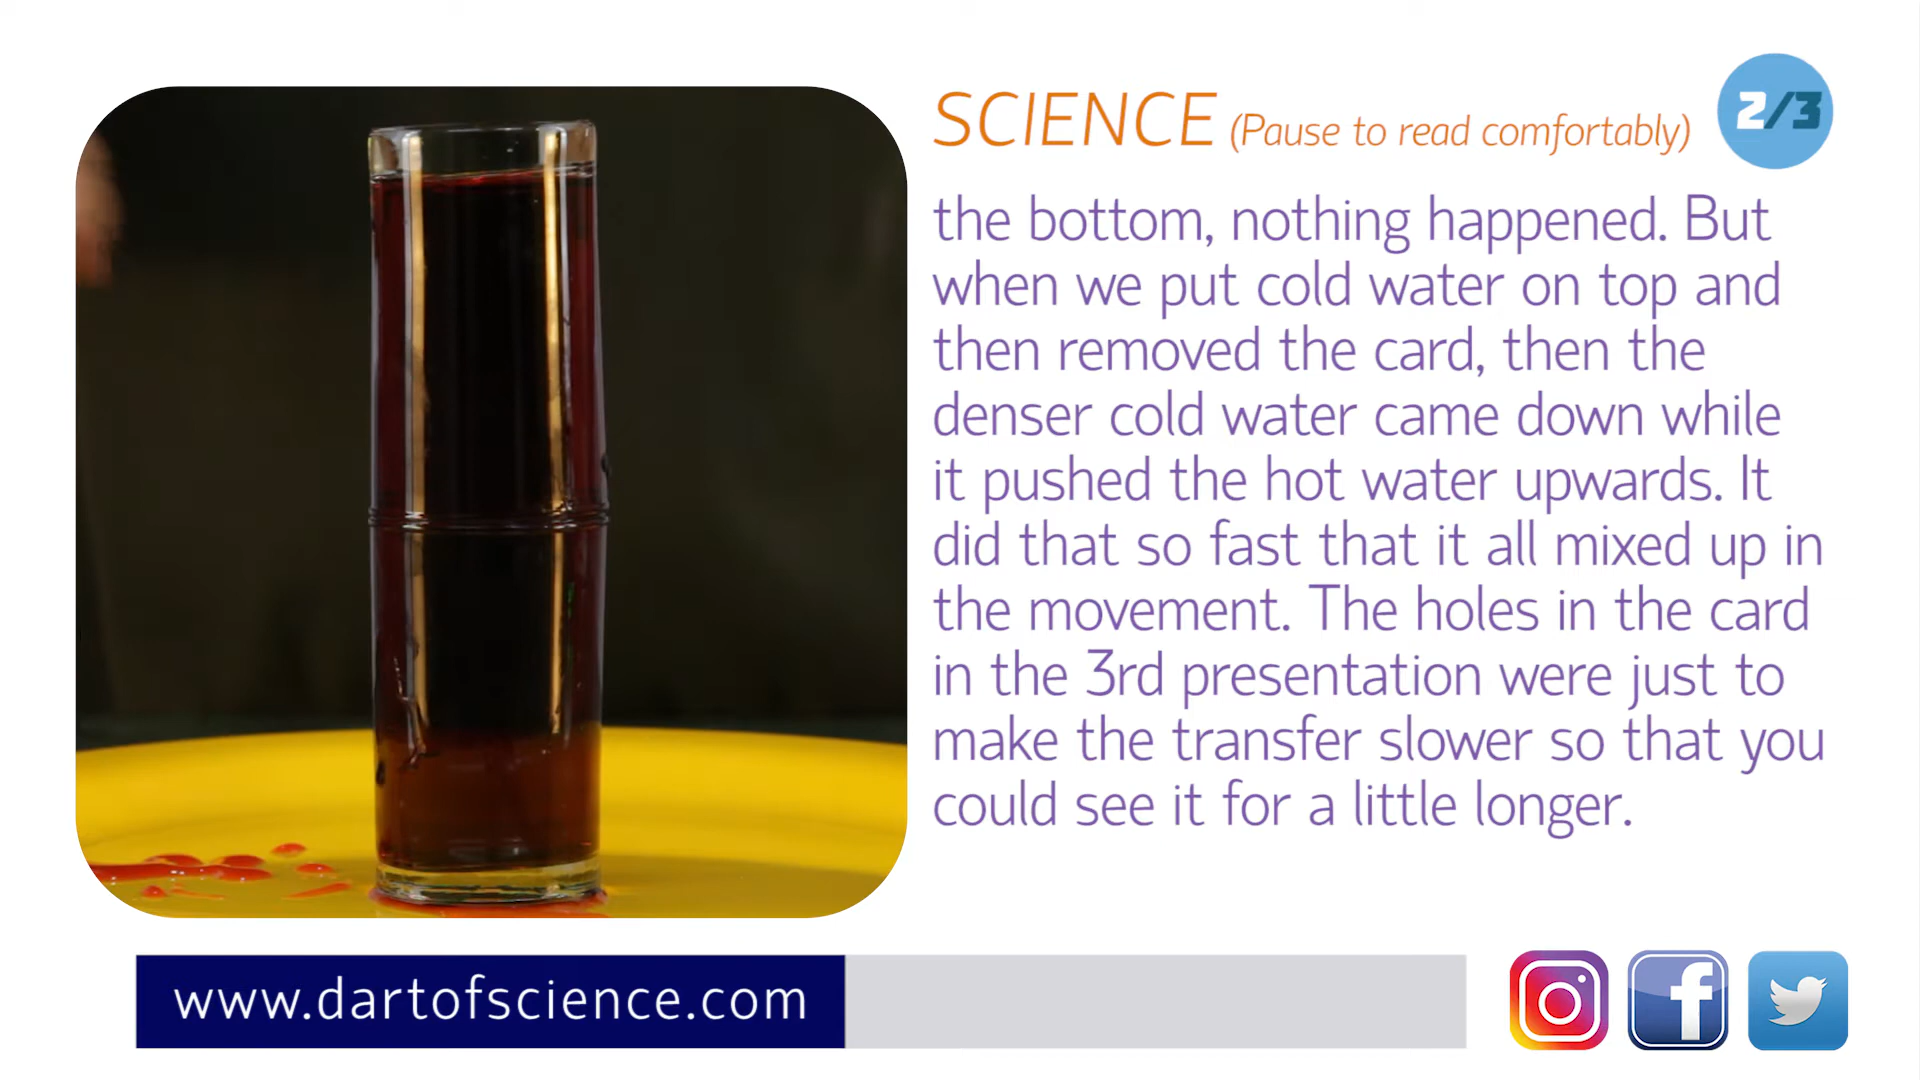 SCIENCE (Pause to read comfortably)
2/3
the bottom, nothing happened. But
when we put cold water on top and
then removed the card, then the
denser cold water came down while
it pushed the hot water upwards. It
did that so fast that it all mixed up in
the movement. The holes in the card
in the 3rd presentation were just to
make the transfer slower so that you
could see it for a little longer.
www.dartofscience.com